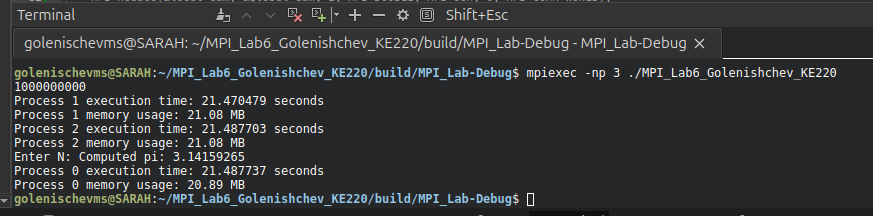 Terminal
Shift+Esc
golenischevms@SARAH: ~/MPI_Lab6_Golenishchev_KE220/build/MPI_Lab-Debug - MPI_Lab-Debug
golenischevms@SARAH:~/MPI_Lab6_Golenishchev_KE220/build/MPI_Lab-Debug$ mpiexec -np 3 ./MPI_Lab6_Golenishchev_KE220
1000000000
Process 1 execution time: 21.470479 seconds
Process 1 memory usage: 21.08 MB
Process 2 execution time: 21.487703 seconds
Process 2 memory usage: 21.08 MB
Enter N: Computed pi: 3.14159265
Process 0 execution time: 21.487737 seconds
Process 0 memory usage: 20.89 MB
golenischevms@SARAH:~/MPI_Lab6_Golenishchev_KE220/build/MPI_Lab-Debug$